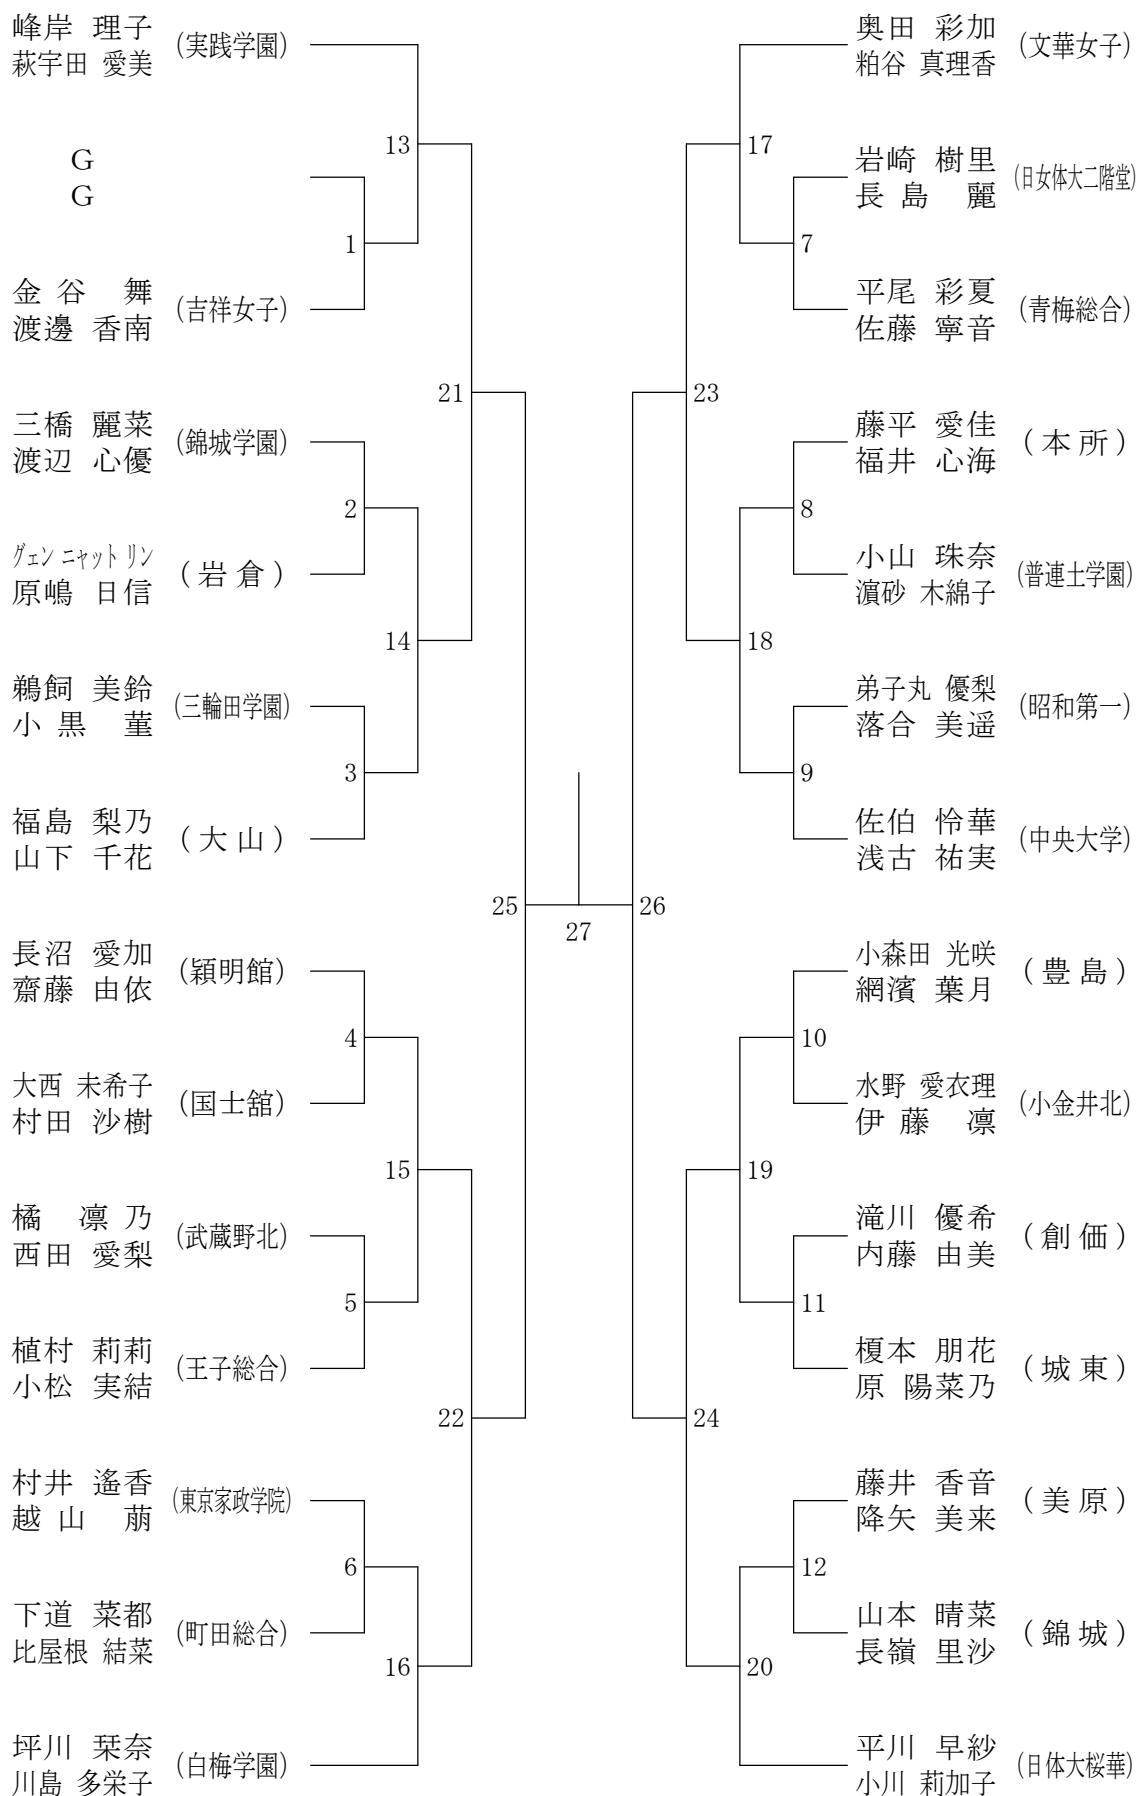 峰岸 理子
萩宇田 愛美
(実践学園)
13
G
G
1
金谷 舞
渡邊 香南
(吉祥女子)
21
三橋 麗菜
渡辺 心優
(錦城学園)
2
グェン ニャット リン
原嶋 日信
(岩倉)
14
鵜飼 美鈴
小黒 菫
(三輪田学園)
3
福島 梨乃
山下 千花
(大山)
25
長沼 愛加
齋藤 由依
(穎明館)
4
大西 未希子
村田 沙樹
(国士舘)
15
橘 凛乃
西田 愛梨
(武蔵野北)
5
植村 莉莉
小松 実結
(王子総合)
22
村井 遙香
越山 萠
(東京家政学院)
6
下道 菜都
比屋根 結菜
(町田総合)
16
坪川 栞奈
川島 多栄子
(白梅学園)
27
奥田 彩加
粕谷 真理香
(文華女子)
17
岩崎 樹里
長島 麗
(日女体大二階堂)
7
平尾 彩夏
佐藤 寧音
(青梅総合)
23
藤平 愛佳
福井 心海
(本所)
8
小山 珠奈
濵砂 木綿子
(普連土学園)
18
弟子丸 優梨
落合 美遥
(昭和第一)
9
佐伯 怜華
浅古 祐実
(中央大学)
26
小森田 光咲
網濱 葉月
(豊島)
10
水野 愛衣理
伊藤 凛
(小金井北)
19
滝川 優希
内藤 由美
(創価)
11
榎本 朋花
原 陽菜乃
(城東)
24
藤井 香音
降矢 美来
(美原)
12
山本 晴菜
長嶺 里沙
(錦城)
20
平川 早紗
小川 莉加子
(日体大桜華)